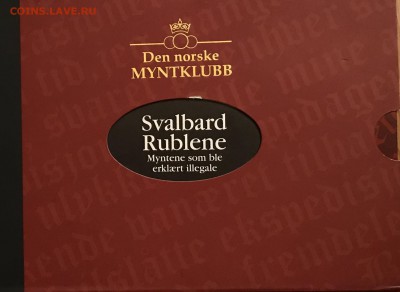 COINS.LAVE.RU
Den norske
MYNTKLUBB
Svalbard
Rublene
Myntene som ble
erklært illegale